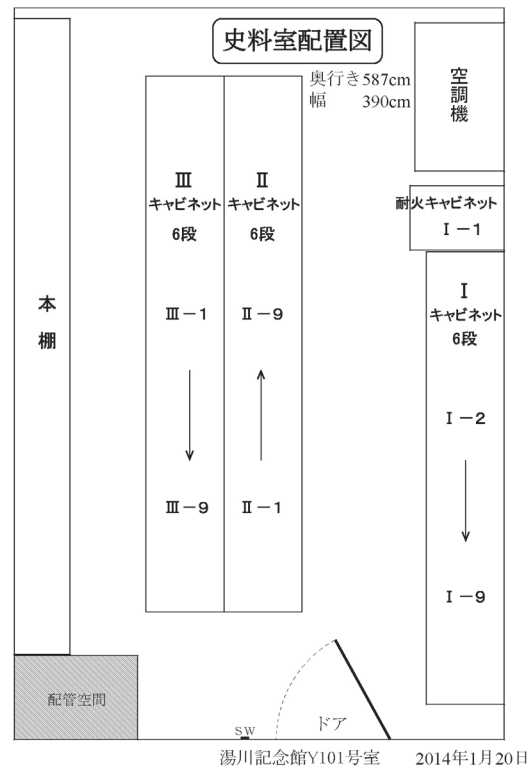 史料室配置図
奥行き587cm
幅　390cm
空調機
耐火キャビネット
Ⅰ－1
Ⅰ
キャビネット
6段
Ⅰ－2
Ⅰ－9
Ⅱ
キャビネット
6段
Ⅱ－9
Ⅱ－1
Ⅲ
キャビネット
6段
Ⅲ－1
Ⅲ－9
本棚
配管空間
SW
ドア
湯川記念館Y101号室　2014年1月20日